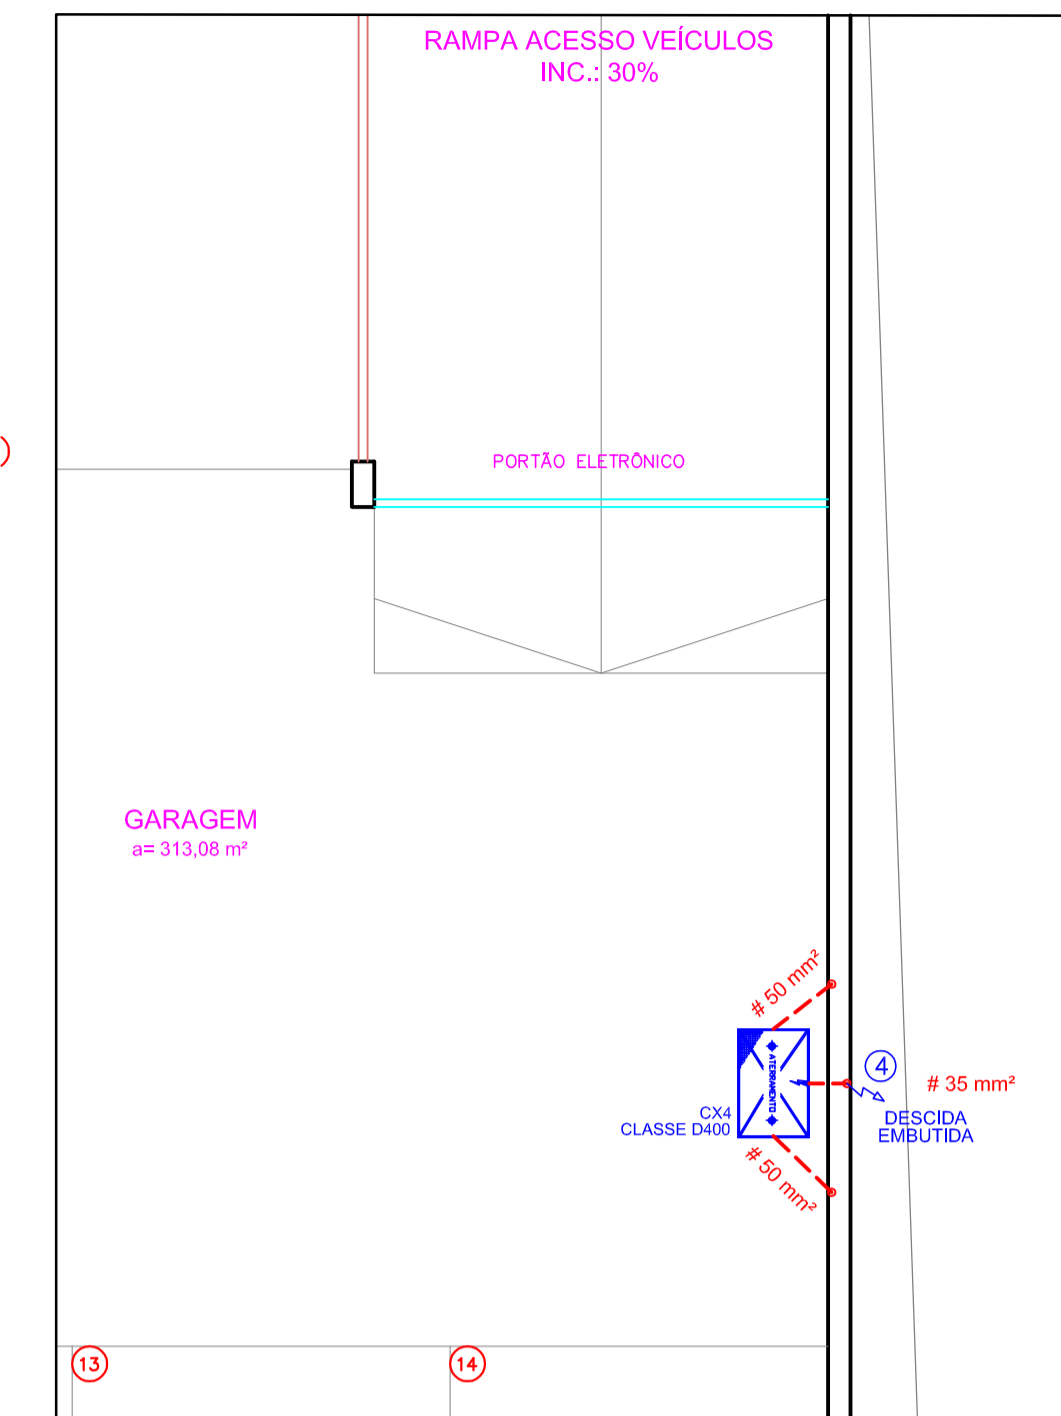 RAMPA ACESSO VEÍCULOS
INC.: 30%
PORTÃO ELETRÔNICO
GARAGEM
a= 313,08 m²
# 50 mm²
ATERRAMENTO
4
# 35 mm²
DESCIDA
EMBUTIDA
CX4
CLASSE D400
# 50 mm²
13
14